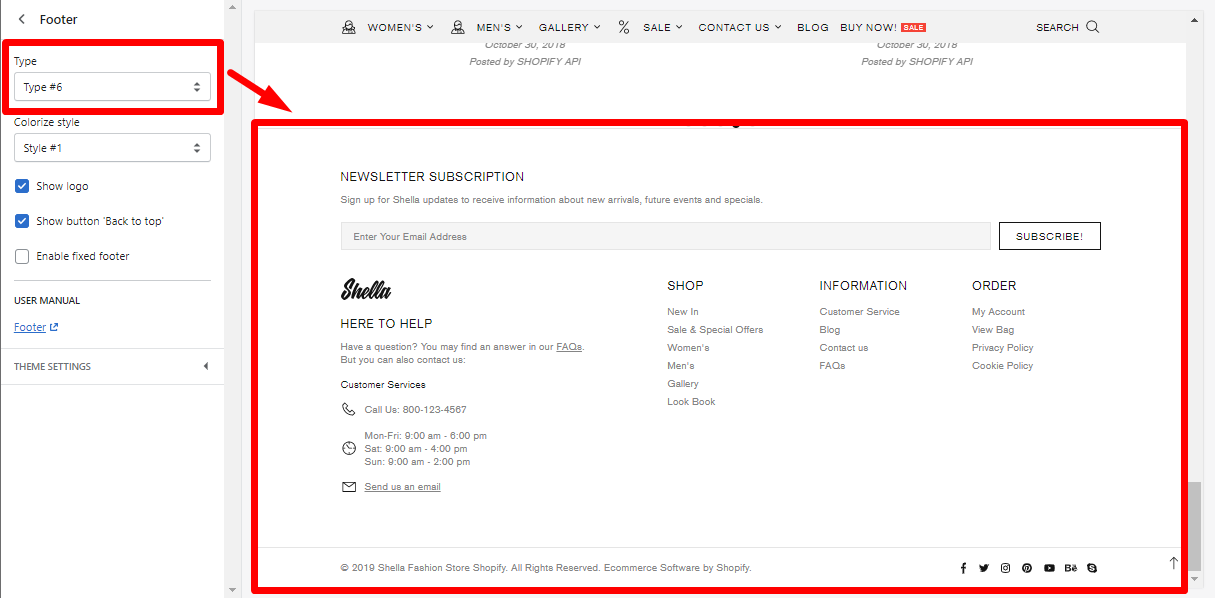 Footer
Type
Type #6
Colorize style
Style #1
Show logo
Show button 'Back to top'
Enable fixed footer
USER MANUAL
Footer
THEME SETTINGS
WOMEN'S MEN'S GALLERY % SALE CONTACT US BLOG BUY NOW! SALE SEARCH
October 30, 2018 October 30, 2018
Posted by SHOPIFY API Posted by SHOPIFY API
NEWSLETTER SUBSCRIPTION
Sign up for Shella updates to receive information about new arrivals, future events and specials.
Enter Your Email Address SUBSCRIBE!
Shella
HERE TO HELP
Have a question? You may find an answer in our FAQs.
But you can also contact us:
Customer Services
Call Us: 800-123-4567
Mon-Fri: 9:00 am - 6:00 pm
Sat: 9:00 am - 4:00 pm
Sun: 9:00 am - 2:00 pm
Send us an email
SHOP
New In
Sale & Special Offers
Women's
Men's
Gallery
Look Book
INFORMATION
Customer Service
Blog
Contact us
FAQs
ORDER
My Account
View Bag
Privacy Policy
Cookie Policy
© 2019 Shella Fashion Store Shopify. All Rights Reserved. Ecommerce Software by Shopify.